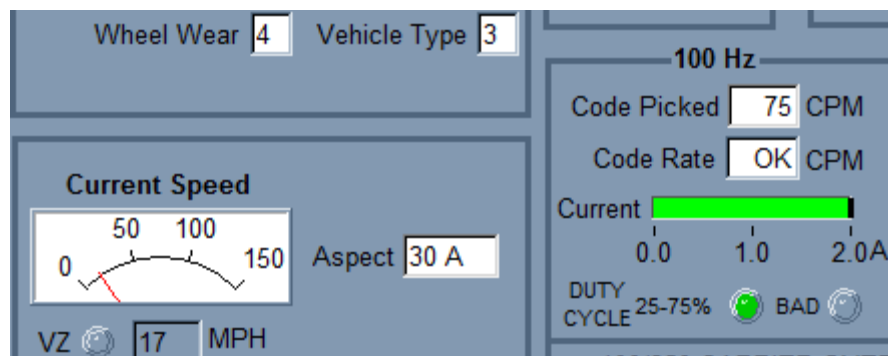 Wheel Wear 4 Vehicle Type 3
100 Hz
Code Picked 75 CPM
Code Rate OK CPM
Current
0.0 1.0 2.0A
DUTY CYCLE 25-75% BAD
Current Speed
0 50 100 150
Aspect 30 A
VZ 17 MPH